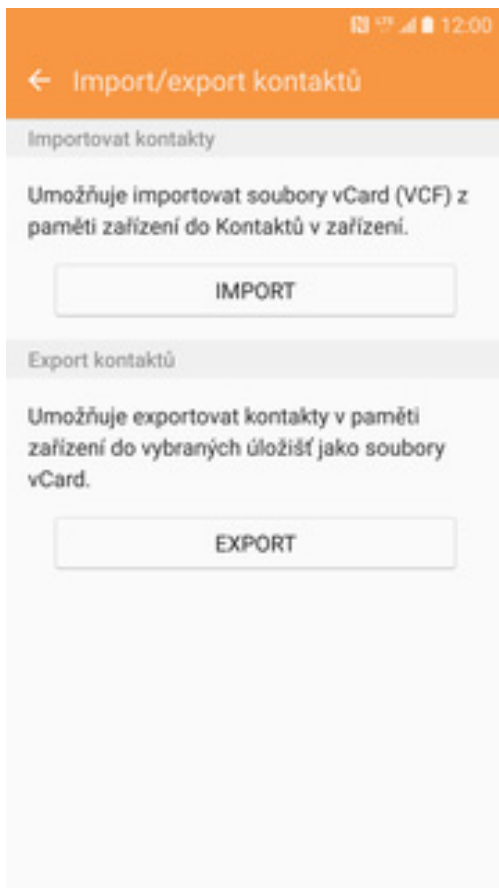 LTE 12:00
Import/export kontaktů
Importovat kontakty
Umožňuje importovat soubory vCard (VCF) z
paměti zařízení do Kontaktů v zařízení.
IMPORT
Export kontaktů
Umožňuje exportovat kontakty v paměti
zařízení do vybraných úložišť jako soubory
vCard.
EXPORT